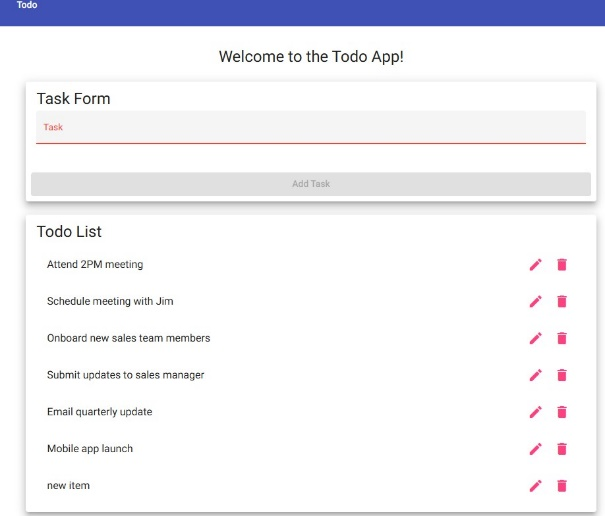 Todo
Welcome to the Todo App!
Task Form
Task
Add Task
Todo List
Attend 2PM meeting
Schedule meeting with Jim
Onboard new sales team members
Submit updates to sales manager
Email quarterly update
Mobile app launch
new item